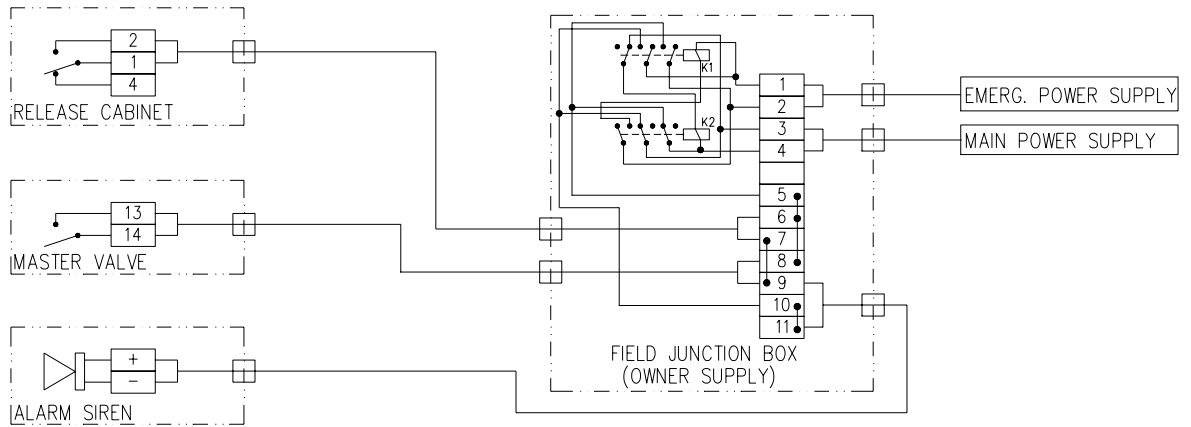 2
1
4
RELEASE CABINET
13
14
MASTER VALVE
+
−
ALARM SIREN
K1
K2
1
2
3
4
5
6
7
8
9
10
11
FIELD JUNCTION BOX
(OWNER SUPPLY)
EMERG. POWER SUPPLY
MAIN POWER SUPPLY